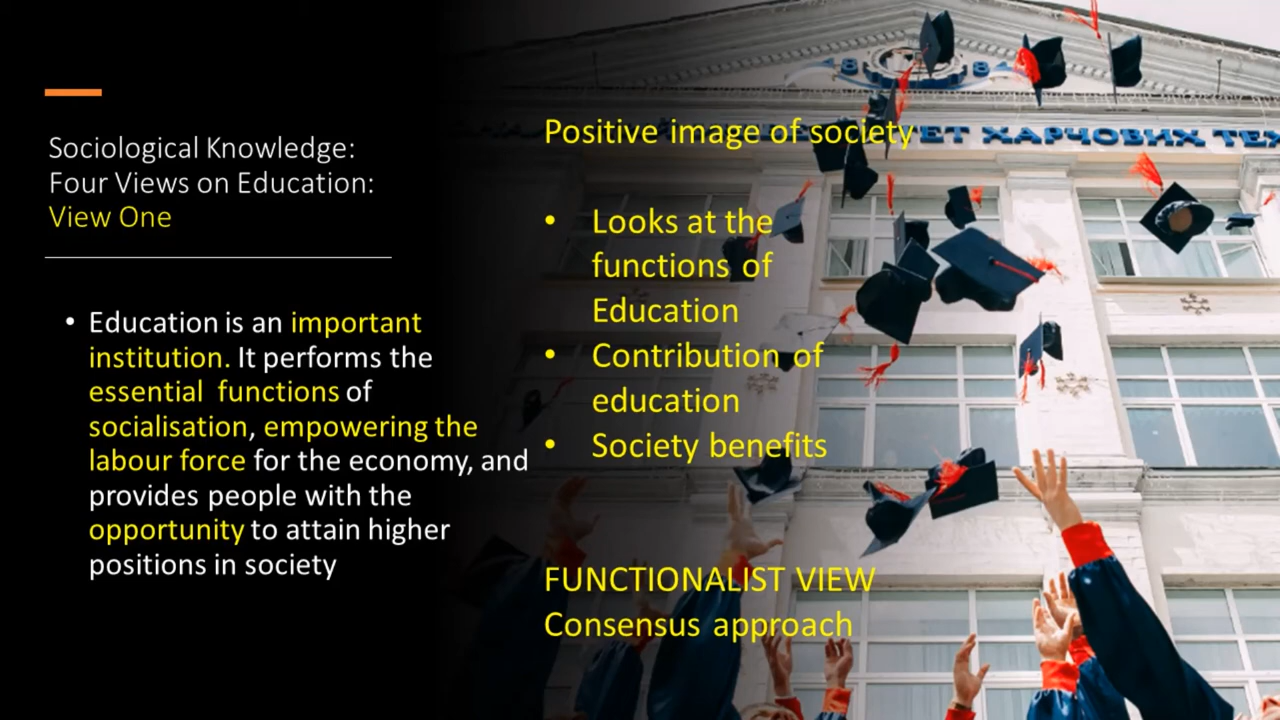 Sociological Knowledge:
Four Views on Education:
View One
• Education is an important
institution. It performs the
essential functions of
socialisation, empowering the
labour force for the economy, and
provides people with the
opportunity to attain higher
positions in society
Positive image of society
• Looks at the
functions of
Education
• Contribution of
education
• Society benefits
FUNCTIONALIST VIEW
Consensus approach
ХАРЧОВИХ